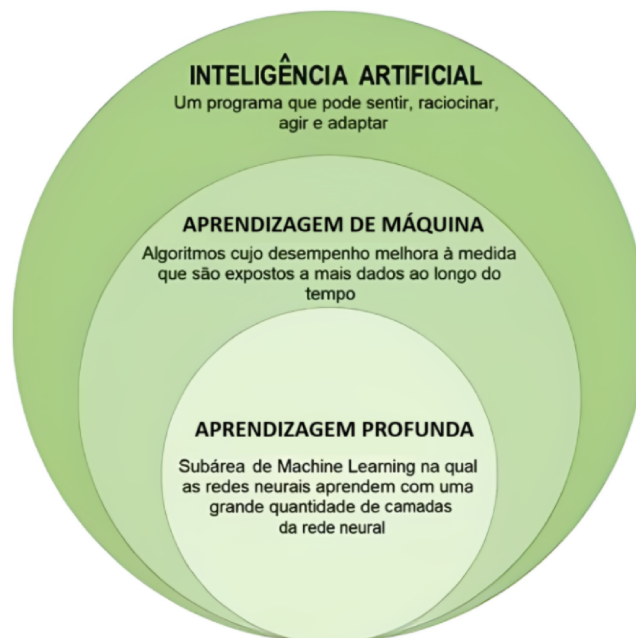 INTELIGÊNCIA ARTIFICIAL
Um programa que pode sentir, raciocinar,
agir e adaptar
APRENDIZAGEM DE MÁQUINA
Algoritmos cujo desempenho melhora à medida
que são expostos a mais dados ao longo do
tempo
APRENDIZAGEM PROFUNDA
Subárea de Machine Learning na qual
as redes neurais aprendem com uma
grande quantidade de camadas
da rede neural